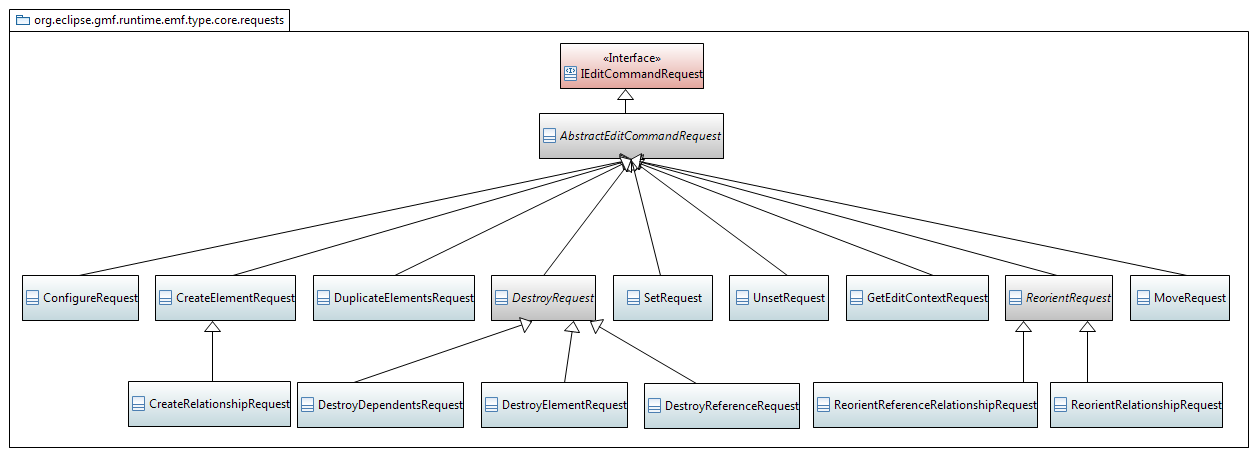 org.eclipse.gmf.runtime.emf.type.core.requests
«Interface»
IEditCommandRequest
AbstractEditCommandRequest
ConfigureRequest
CreateElementRequest
DuplicateElementsRequest
DestroyRequest
SetRequest
UnsetRequest
GetEditContextRequest
ReorientRequest
MoveRequest
CreateRelationshipRequest
DestroyDependentsRequest
DestroyElementRequest
DestroyReferenceRequest
ReorientReferenceRelationshipRequest
ReorientRelationshipRequest